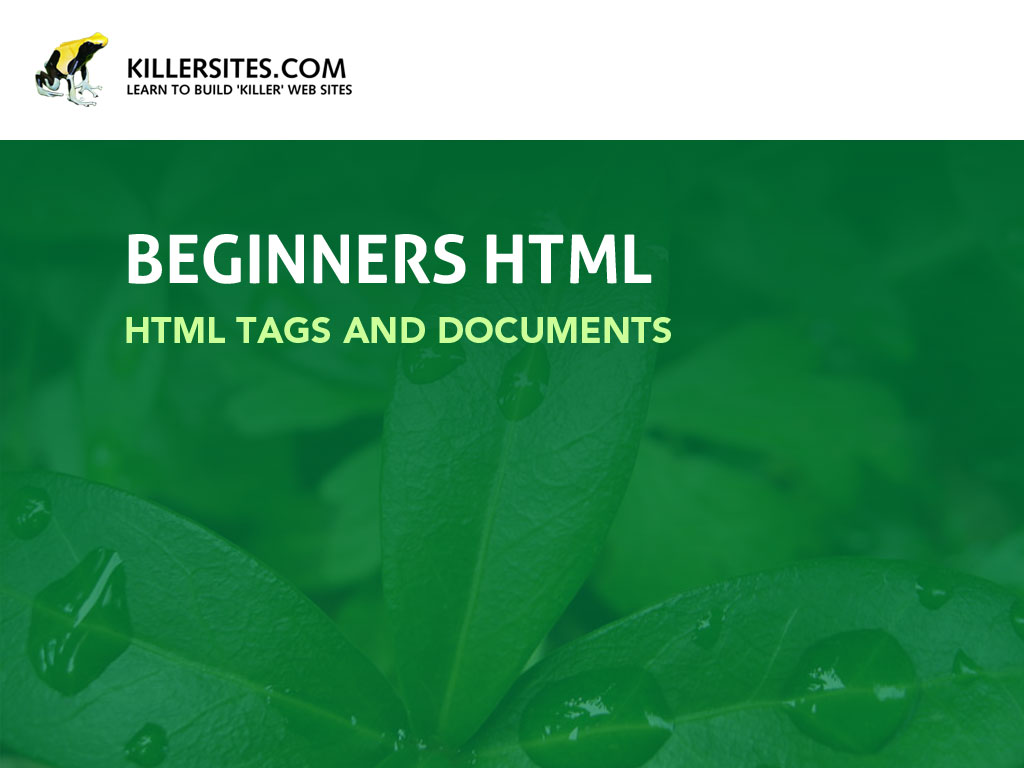 KILLERSITES.COM
LEARN TO BUILD 'KILLER' WEB SITES
BEGINNERS HTML
HTML TAGS AND DOCUMENTS